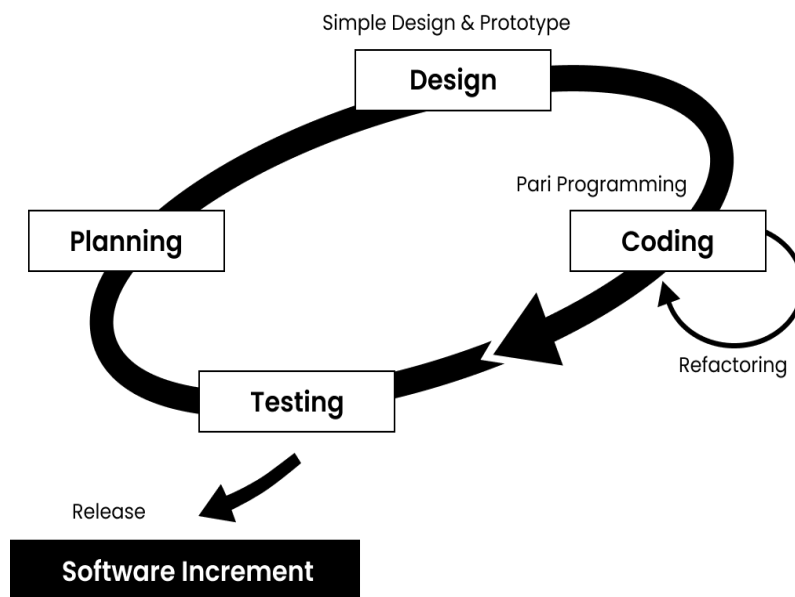 Simple Design & Prototype
Design
Pari Programming
Planning
Coding
Refactoring
Testing
Release
Software Increment